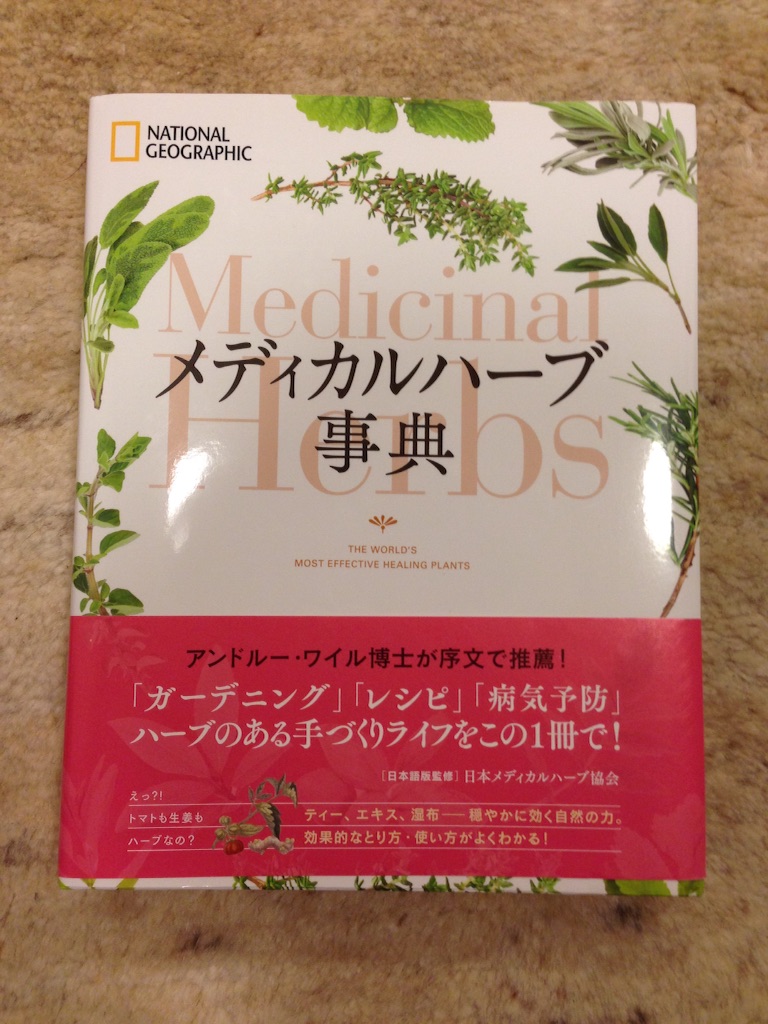 NATIONAL
GEOGRAPHIC
Medicinal
Herbs
メディカルハーブ
事典
THE WORLD'S
MOST EFFECTIVE HEALING PLANTS
アンドルー・ワイル博士が序文で推薦!
「ガーデニング」「レシピ」「病気予防」
ハーブのある手づくりライフをこの1冊で!
[日本語版監修]日本メディカルハーブ協会
えっ?!
トマトも生姜も
ハーブなの?
ティー、エキス、湿布——穏やかに効く自然の力。
効果的なとり方・使い方がよくわかる!